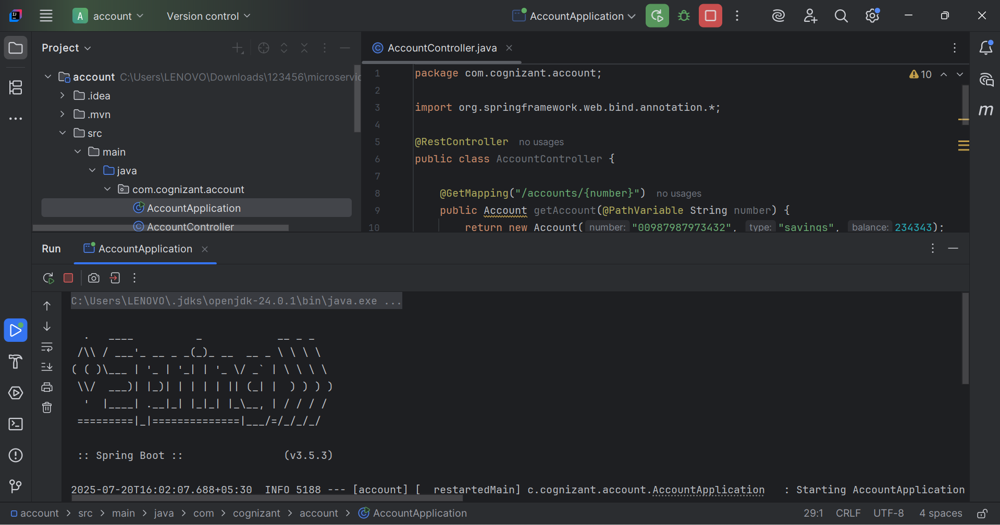 A account Version control AccountApplication
Project
AccountController.java
account C:\Users\LENOVO\Downloads\123456\microservic
.idea
.mvn
src
main
java
com.cognizant.account
AccountApplication
AccountController
10
1 package com.cognizant.account;
2
3 import org.springframework.web.bind.annotation.*;
4
5 @RestController no usages
6 public class AccountController {
7
8 @GetMapping("/accounts/{number}") no usages
9 public Account getAccount(@PathVariable String number) {
10 return new Account( number: "00987987973432", type: "savings", balance: 234343);
Run AccountApplication
C:\Users\LENOVO\.jdks\openjdk-24.0.1\bin\java.exe ...
  .   ____          _            __ _ _
 /\\ / ___'_ __ _ _(_)_ __  __ _ \ \ \ \
( ( )\___ | '_ | '_| | '_ \/ _` | \ \ \ \
 \\/  ___)| |_)| | | | | || (_| |  ) ) ) )
  '  |____| .__|_| |_|_| |_\__, | / / / /
 =========|_|==============|___/=/_/_/_/
:: Spring Boot :: (v3.5.3)
2025-07-20T16:02:07.688+05:30  INFO 5188 --- [account] [  restartedMain] c.cognizant.account.AccountApplication   : Starting AccountApplication
account > src > main > java > com > cognizant > account > AccountApplication 29:1 CRLF UTF-8 4 spaces